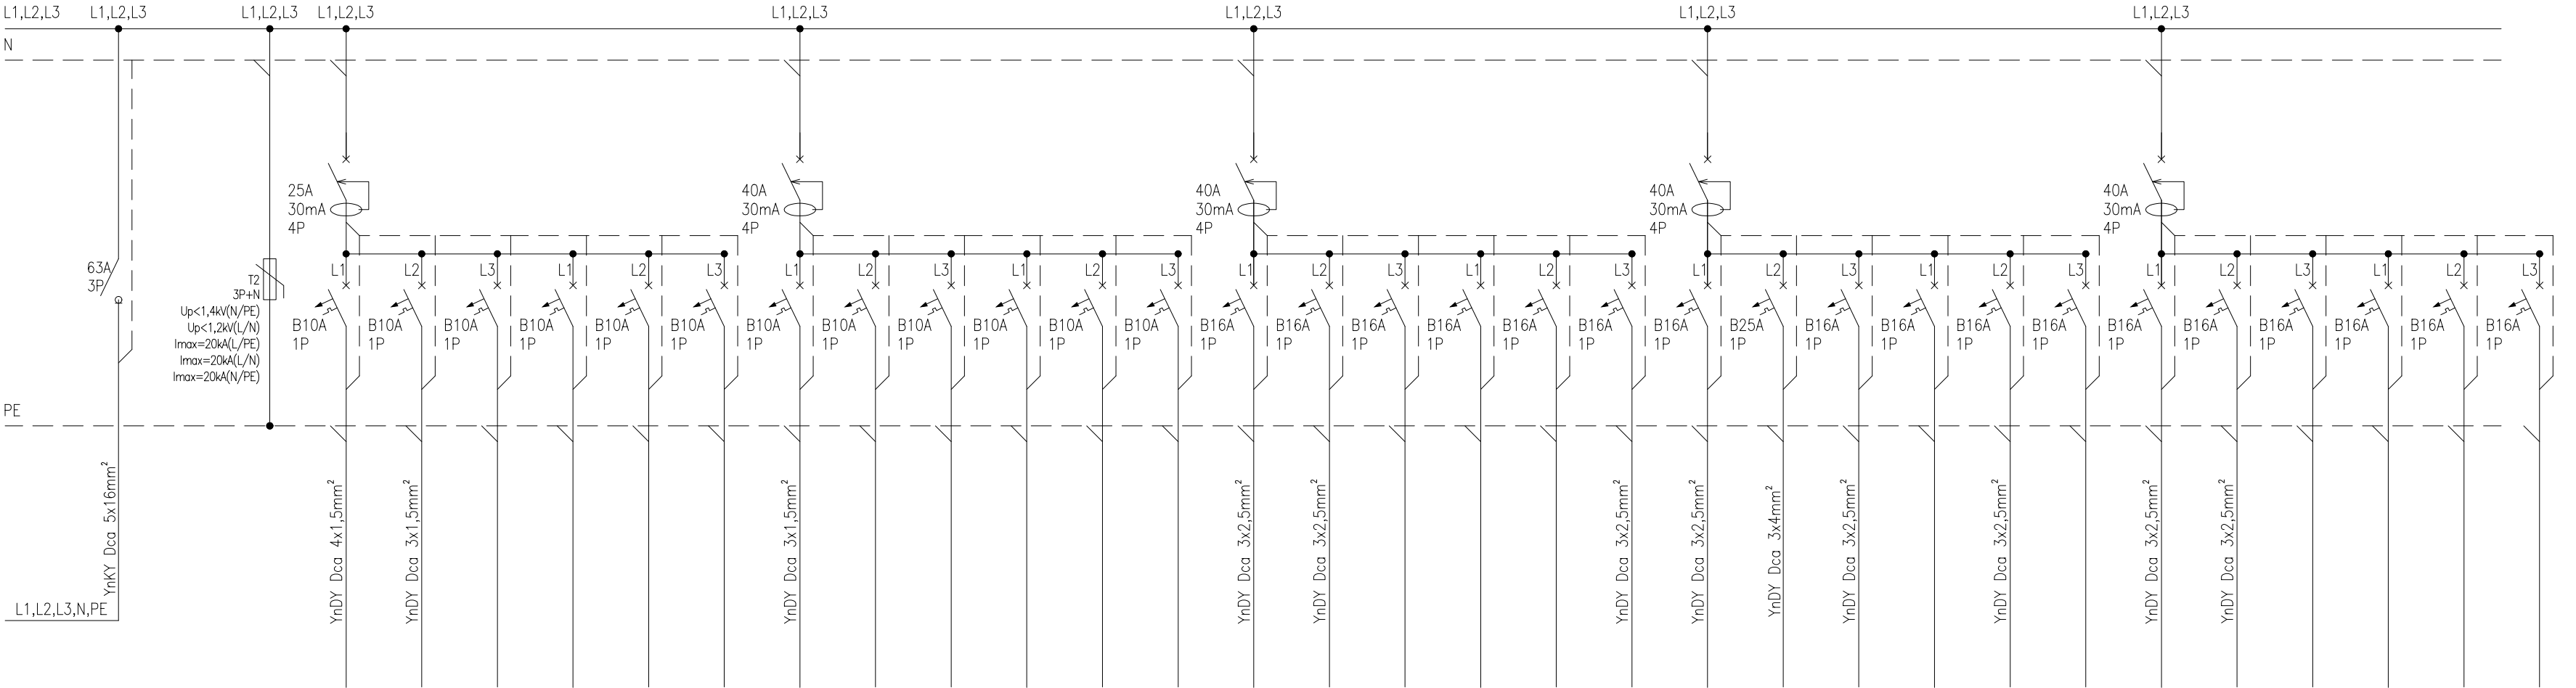 L1,L2,L3 L1,L2,L3 L1,L2,L3 L1,L2,L3 L1,L2,L3 L1,L2,L3 L1,L2,L3 L1,L2,L3
N
25A 40A 40A 40A 40A
30mA 30mA 30mA 30mA 30mA
4P 4P 4P 4P 4P
63A
3P
L1 L2 L3 L1 L2 L3 L1 L2 L3 L1 L2 L3 L1 L2 L3 L1 L2 L3 L1 L2 L3 L1 L2 L3 L1 L2 L3 L1 L2 L3
T2
3P+N
Up<1,4kV(N/PE)
Up<1,2kV(L/N)
Imax=20kA(L/PE)
Imax=20kA(L/N)
Imax=20kA(N/PE)
B10A B10A B10A B10A B10A B10A B10A B10A B10A B10A B10A B10A B16A B16A B16A B16A B16A B16A B16A B25A B16A B16A B16A B16A B16A B16A B16A B16A B16A B16A
1P 1P 1P 1P 1P 1P 1P 1P 1P 1P 1P 1P 1P 1P 1P 1P 1P 1P 1P 1P 1P 1P 1P 1P 1P 1P 1P 1P 1P 1P
PE
YnKY Dca 5x16mm²
YnDY Dca 4x1,5mm²
YnDY Dca 3x1,5mm²
YnDY Dca 3x1,5mm²
YnDY Dca 3x2,5mm²
YnDY Dca 3x2,5mm²
YnDY Dca 3x2,5mm²
YnDY Dca 3x2,5mm²
YnDY Dca 3x4mm²
YnDY Dca 3x2,5mm²
YnDY Dca 3x2,5mm²
YnDY Dca 3x2,5mm²
YnDY Dca 3x2,5mm²
L1,L2,L3,N,PE